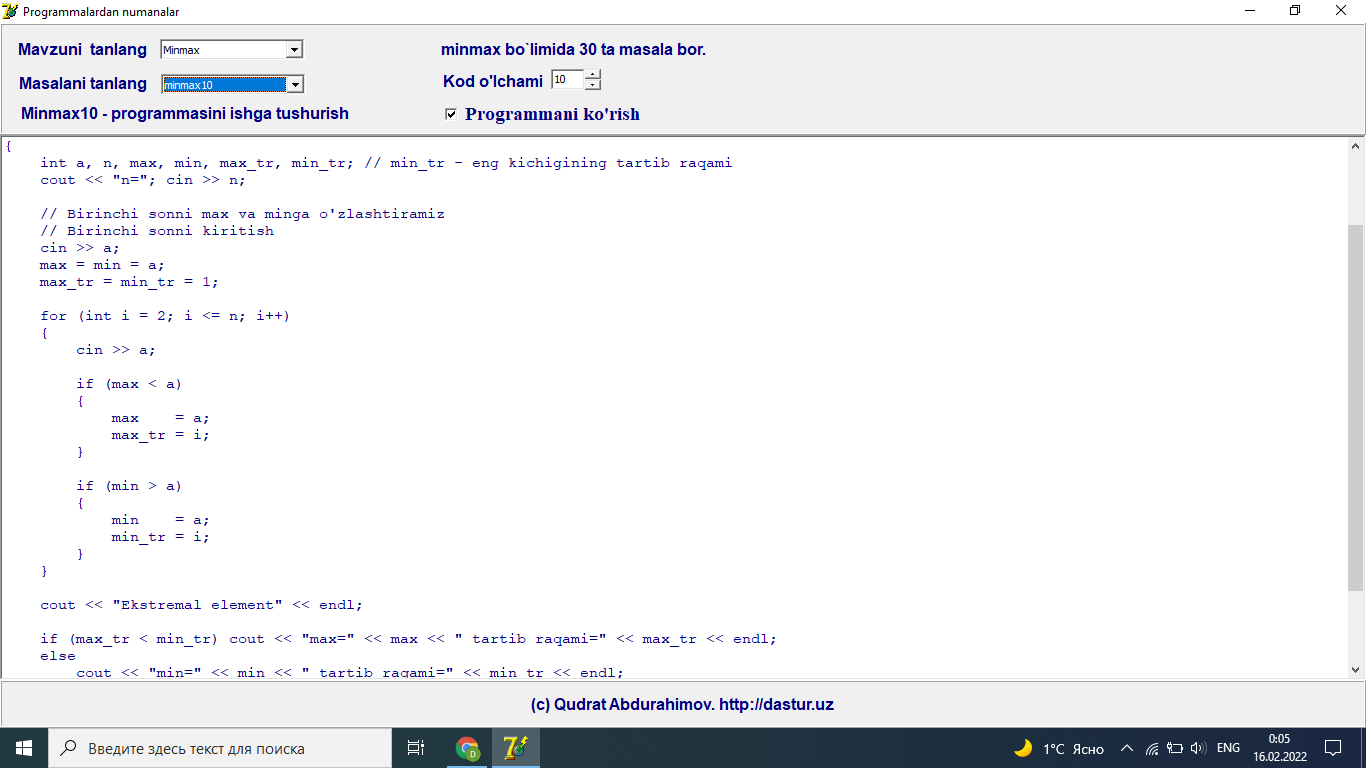 Programmalardan numanalar
Mavzuni tanlang Minmax minmax bo`limida 30 ta masala bor.
Masalani tanlang minmax10 Kod o'lchami 10
Minmax10 - programmasini ishga tushurish Programmani ko'rish
{
    int a, n, max, min, max_tr, min_tr; // min_tr - eng kichigining tartib raqami
    cout << "n="; cin >> n;
    // Birinchi sonni max va minga o'zlashtiramiz
    // Birinchi sonni kiritish
    cin >> a;
    max = min = a;
    max_tr = min_tr = 1;
    for (int i = 2; i <= n; i++)
    {
        cin >> a;
        if (max < a)
        {
            max    = a;
            max_tr = i;
        }
        if (min > a)
        {
            min    = a;
            min_tr = i;
        }
    }
    cout << "Ekstremal element" << endl;
    if (max_tr < min_tr) cout << "max=" << max << " tartib raqami=" << max_tr << endl;
    else
        cout << "min=" << min << " tartib raqami=" << min_tr << endl;
(c) Qudrat Abdurahimov. http://dastur.uz
Введите здесь текст для поиска
1°C Ясно
ENG
0:05
16.02.2022